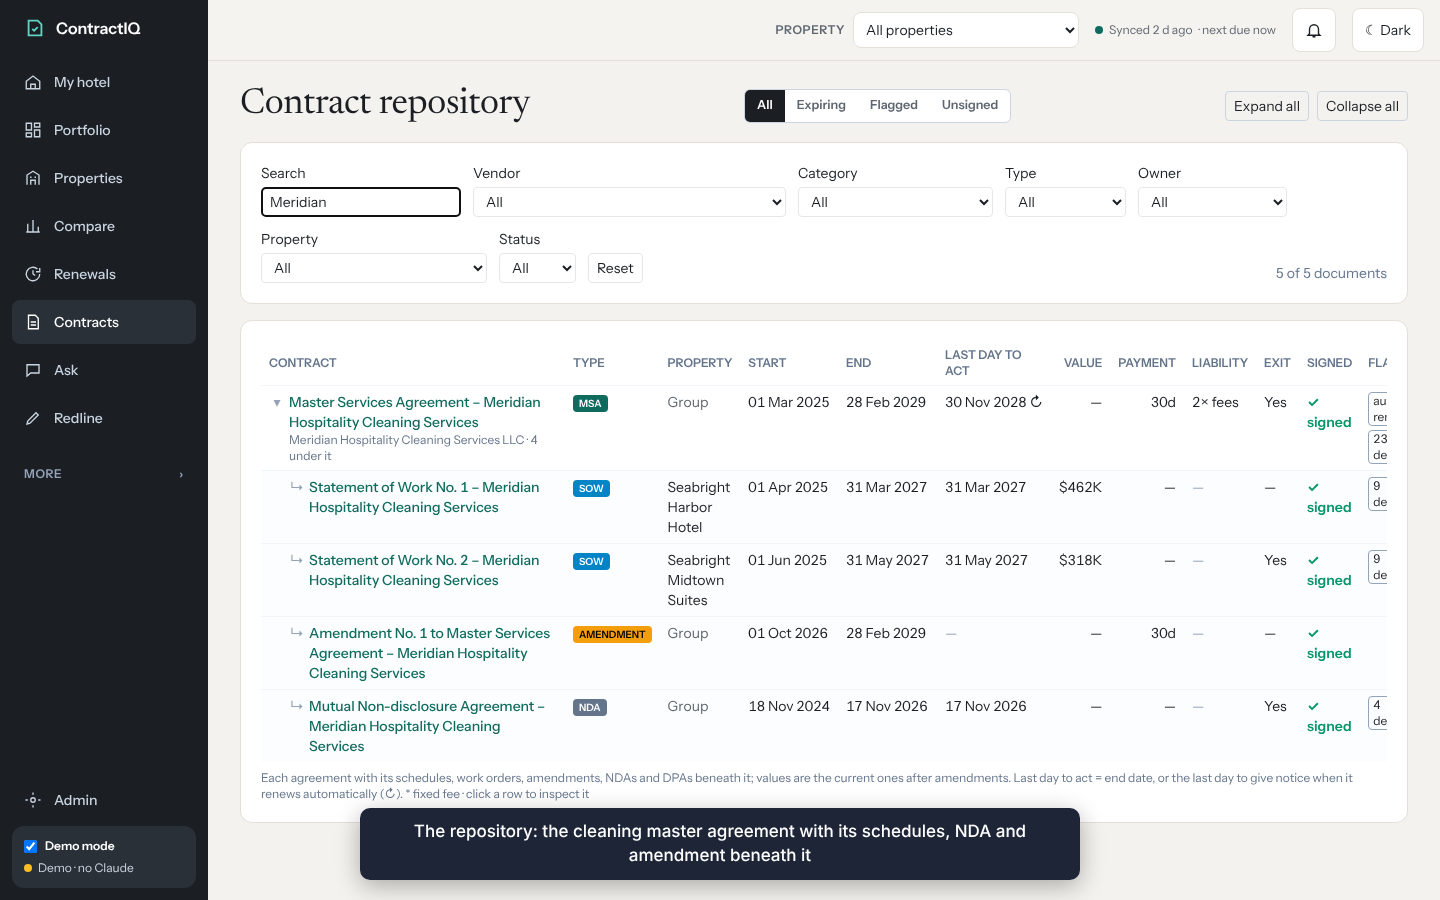 ContractIQ
My hotel
Portfolio
Properties
Compare
Renewals
Contracts
Ask
Redline
MORE ›
Admin
Demo mode
Demo · no Claude
PROPERTY All properties Synced 2 d ago · next due now ☾ Dark
Contract repository
All Expiring Flagged Unsigned
Expand all Collapse all
Search Vendor Category Type Owner
Meridian All All All All
Property Status
All All Reset
5 of 5 documents
CONTRACT TYPE PROPERTY START END LAST DAY TO ACT VALUE PAYMENT LIABILITY EXIT SIGNED FLA
▼ Master Services Agreement – Meridian MSA Group 01 Mar 2025 28 Feb 2029 30 Nov 2028 ↻ — 30d 2× fees Yes ✓ au
Hospitality Cleaning Services signed rer
Meridian Hospitality Cleaning Services LLC · 4 23
under it de
Statement of Work No. 1 – Meridian SOW Seabright 01 Apr 2025 31 Mar 2027 31 Mar 2027 $462K — — — ✓ 9
Hospitality Cleaning Services Harbor signed de
Hotel
Statement of Work No. 2 – Meridian SOW Seabright 01 Jun 2025 31 May 2027 31 May 2027 $318K — — Yes ✓ 9
Hospitality Cleaning Services Midtown signed de
Suites
Amendment No. 1 to Master Services AMENDMENT Group 01 Oct 2026 28 Feb 2029 — — 30d — — ✓
Agreement – Meridian Hospitality signed
Cleaning Services
Mutual Non-disclosure Agreement – NDA Group 18 Nov 2024 17 Nov 2026 17 Nov 2026 — — — Yes ✓ 4
Meridian Hospitality Cleaning signed de
Services
Each agreement with its schedules, work orders, amendments, NDAs and DPAs beneath it; values are the current ones after amendments. Last day to act = end date, or the last day to give notice when it
renews automatically (↻). * fixed fee · click a row to inspect it
The repository: the cleaning master agreement with its schedules, NDA and
amendment beneath it